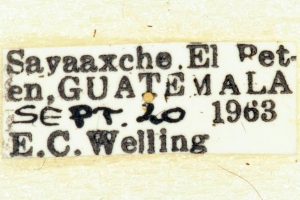 Sayaaxche, El Pet-
en, GUATEMALA
SEPT. 20 1963
E.C. Welling